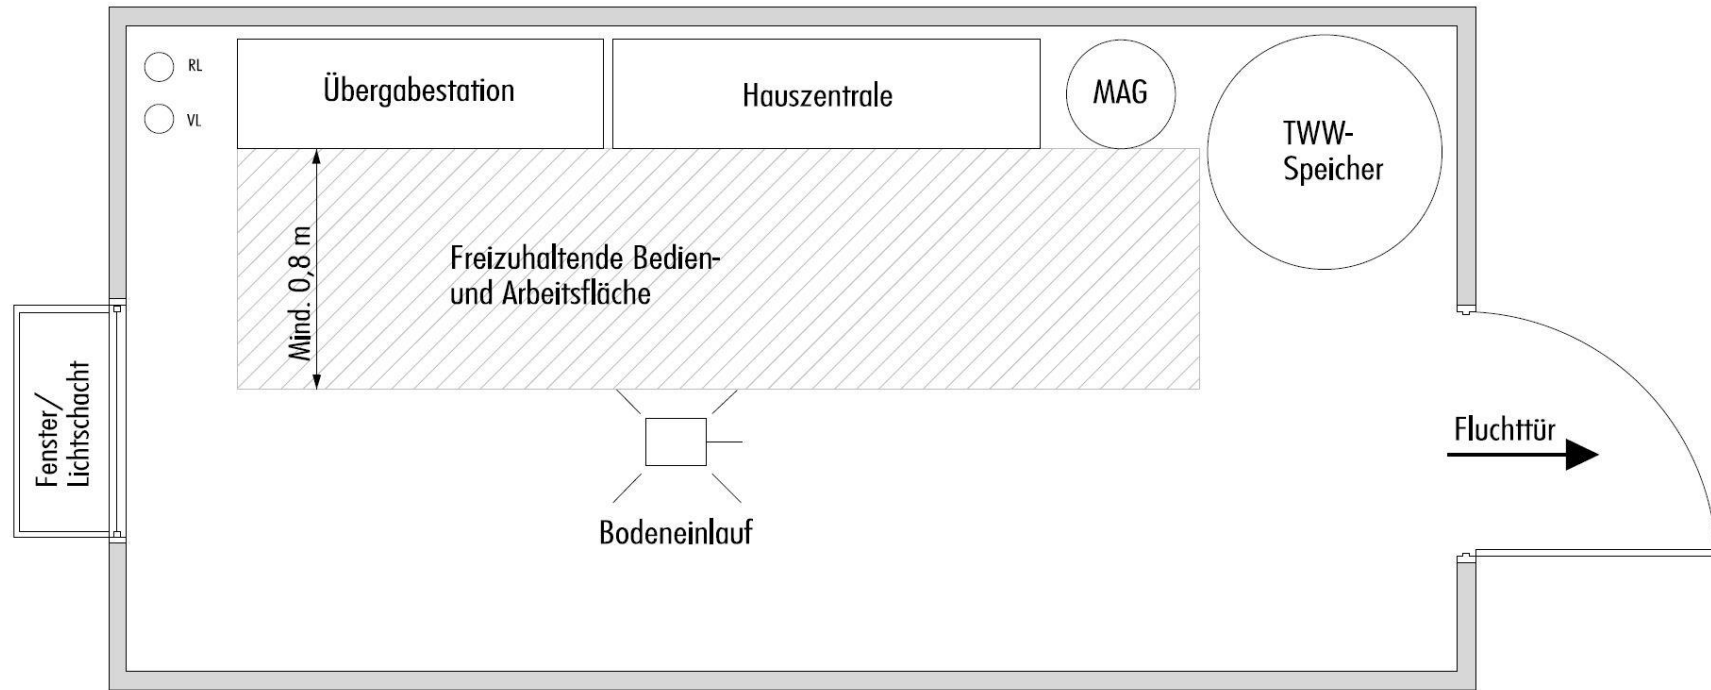 RL
VL
Übergabestation
Hauszentrale
MAG
TWW-
Speicher
Mind. 0,8 m
Freizuhaltende Bedien-
und Arbeitsfläche
Fenster/
Lichtschacht
Fluchttür
Bodeneinlauf